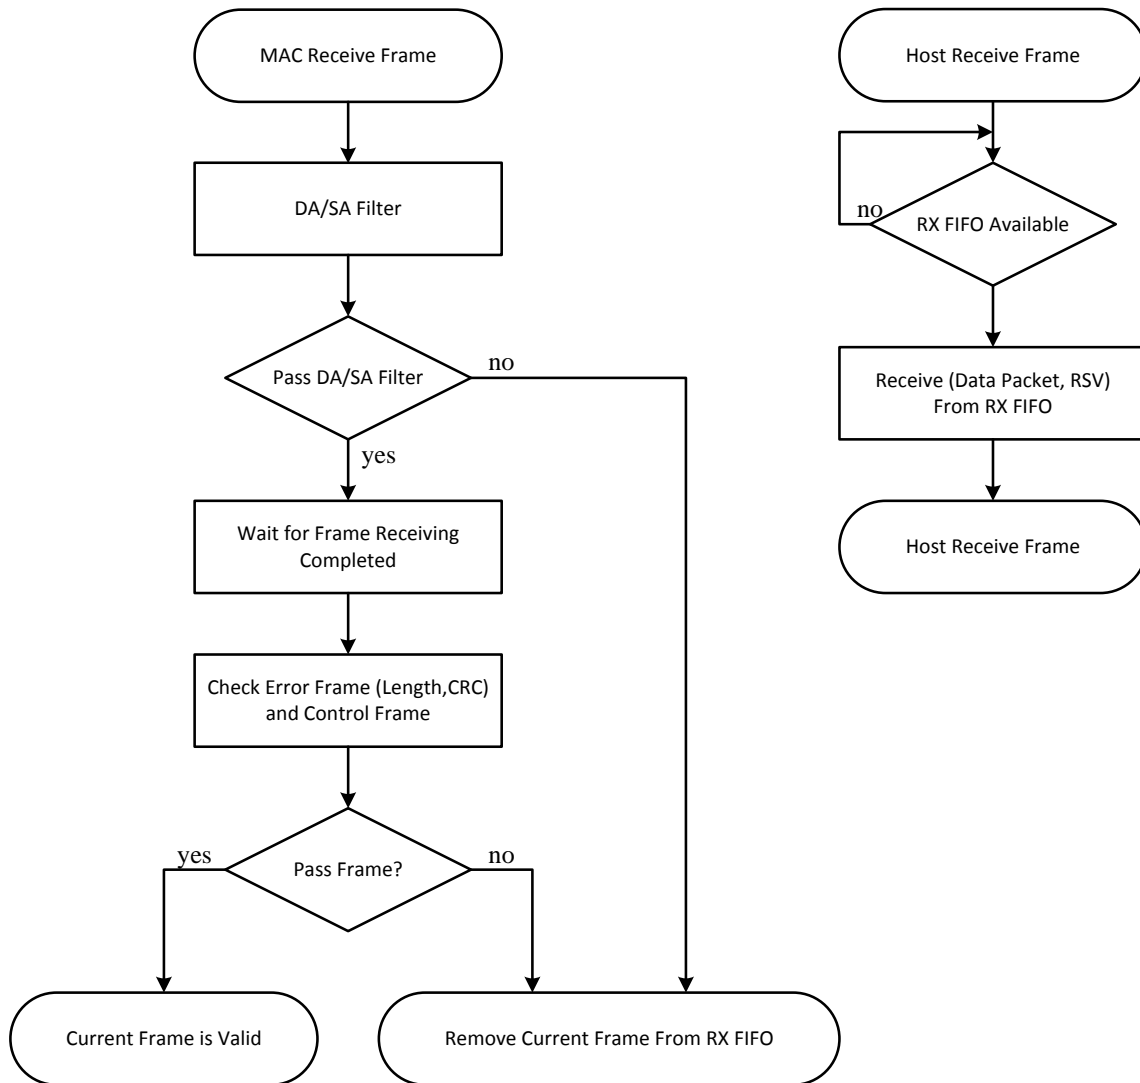 MAC Receive Frame
DA/SA Filter
Pass DA/SA Filter
no
yes
Wait for Frame Receiving
Completed
Check Error Frame (Length,CRC)
and Control Frame
yes
Pass Frame?
no
Current Frame is Valid
Remove Current Frame From RX FIFO
Host Receive Frame
no
RX FIFO Available
Receive (Data Packet, RSV)
From RX FIFO
Host Receive Frame